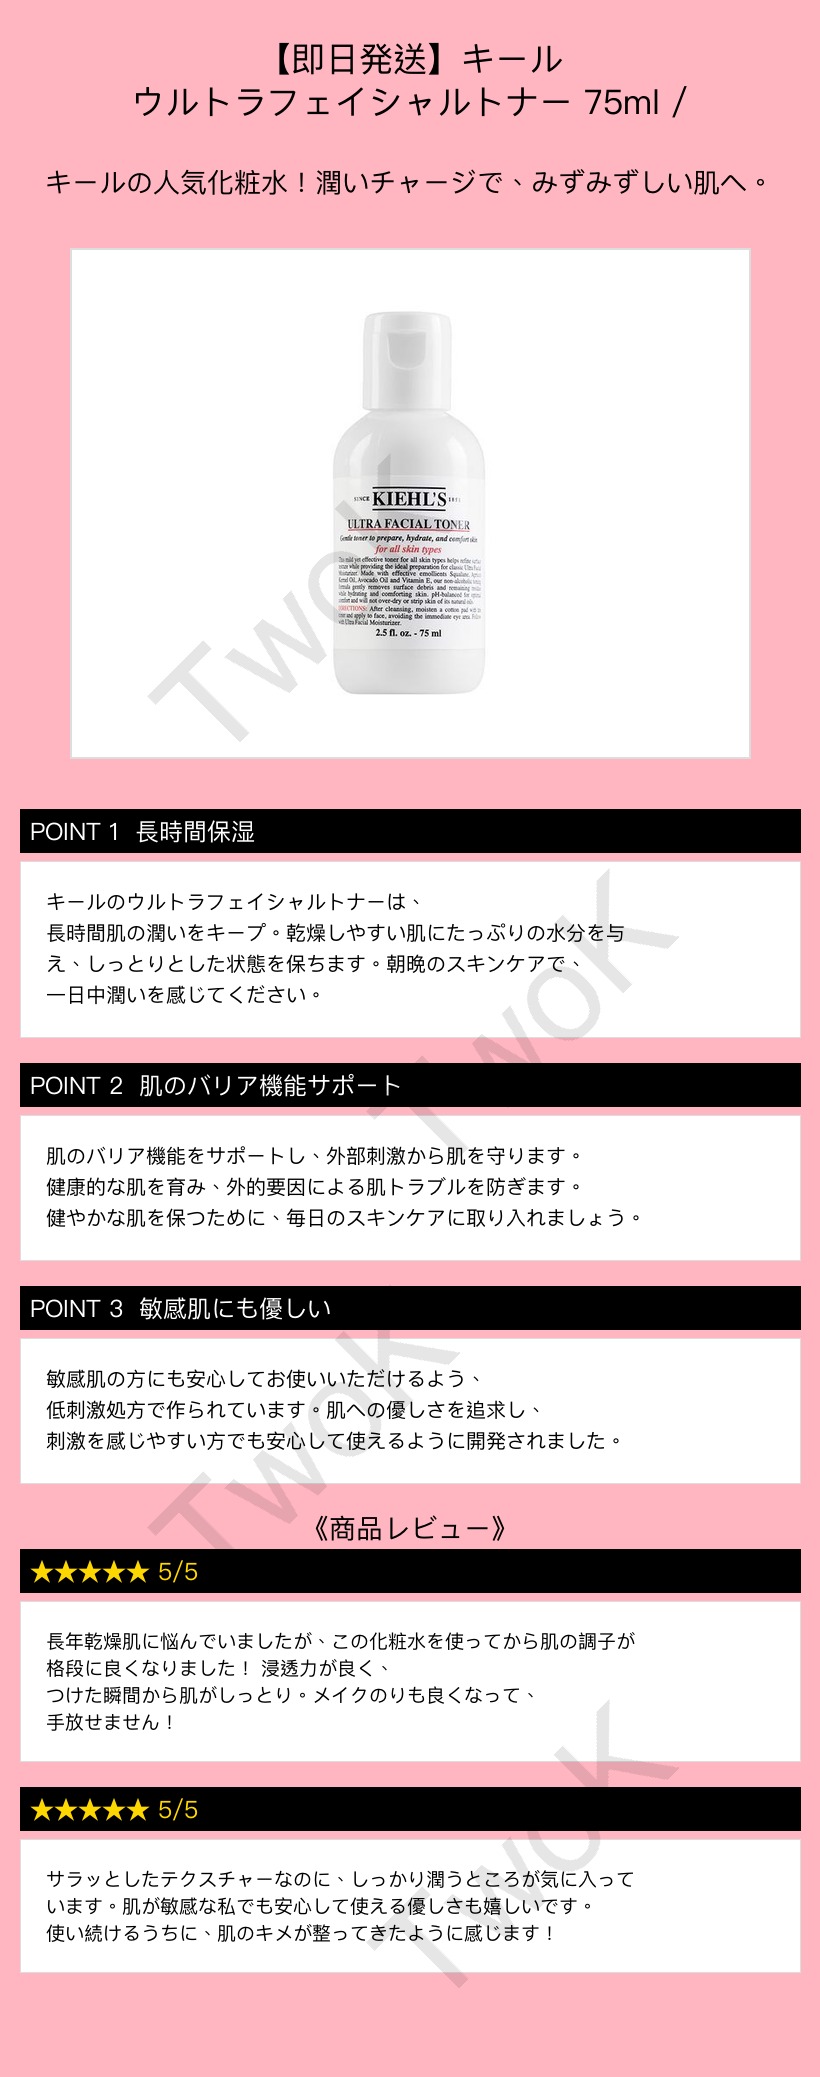 【即日発送】キール
ウルトラフェイシャルトナー 75ml /
キールの人気化粧水！潤いチャージで、みずみずしい肌へ。
SINCE KIEHL'S 1851
ULTRA FACIAL TONER
Gentle toner to prepare, hydrate, and comfort skin
for all skin types
This mild yet effective toner for all skin types helps refine surface
texture while providing the ideal preparation for classic Ultra Facial
Moisturizer. Made with effective emollients Squalane, Apricot
Kernel Oil, Avocado Oil and Vitamin E, our non-alcoholic toning
formula gently removes surface debris and remaining residue
while hydrating and comforting skin. pH-balanced for optimal
comfort and will not over-dry or strip skin of its natural oils.
DIRECTIONS: After cleansing, moisten a cotton pad with the
toner and apply to face, avoiding the immediate eye area. Follow
with Ultra Facial Moisturizer.
2.5 fl. oz. - 75 ml
TwoK
POINT 1 長時間保湿
キールのウルトラフェイシャルトナーは、
長時間肌の潤いをキープ。乾燥しやすい肌にたっぷりの水分を与
え、しっとりとした状態を保ちます。朝晩のスキンケアで、
一日中潤いを感じてください。
TwoK
POINT 2 肌のバリア機能サポート
肌のバリア機能をサポートし、外部刺激から肌を守ります。
健康的な肌を育み、外的要因による肌トラブルを防ぎます。
健やかな肌を保つために、毎日のスキンケアに取り入れましょう。
POINT 3 敏感肌にも優しい
敏感肌の方にも安心してお使いいただけるよう、
低刺激処方で作られています。肌への優しさを追求し、
刺激を感じやすい方でも安心して使えるように開発されました。
TwoK
《商品レビュー》
★★★★★ 5/5
長年乾燥肌に悩んでいましたが、この化粧水を使ってから肌の調子が
格段に良くなりました！ 浸透力が良く、
つけた瞬間から肌がしっとり。メイクのりも良くなって、
手放せません！
★★★★★ 5/5
サラッとしたテクスチャーなのに、しっかり潤うところが気に入って
います。肌が敏感な私でも安心して使える優しさも嬉しいです。
使い続けるうちに、肌のキメが整ってきたように感じます！
TwoK